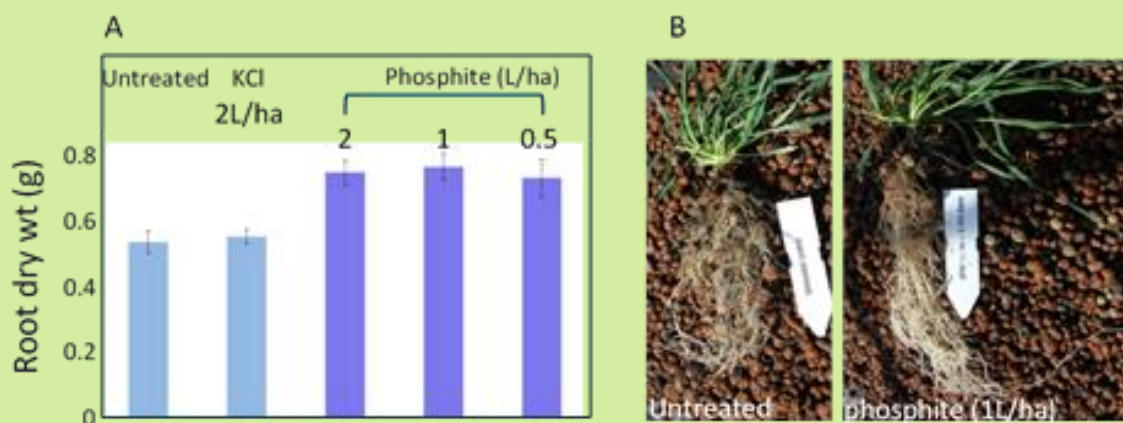 A
B
Untreated
KCl
2L/ha
Phosphite (L/ha)
2
1
0.5
0.8
0.6
0.4
0.2
0
Root dry wt (g)
Untreated
phosphite (1L/ha)